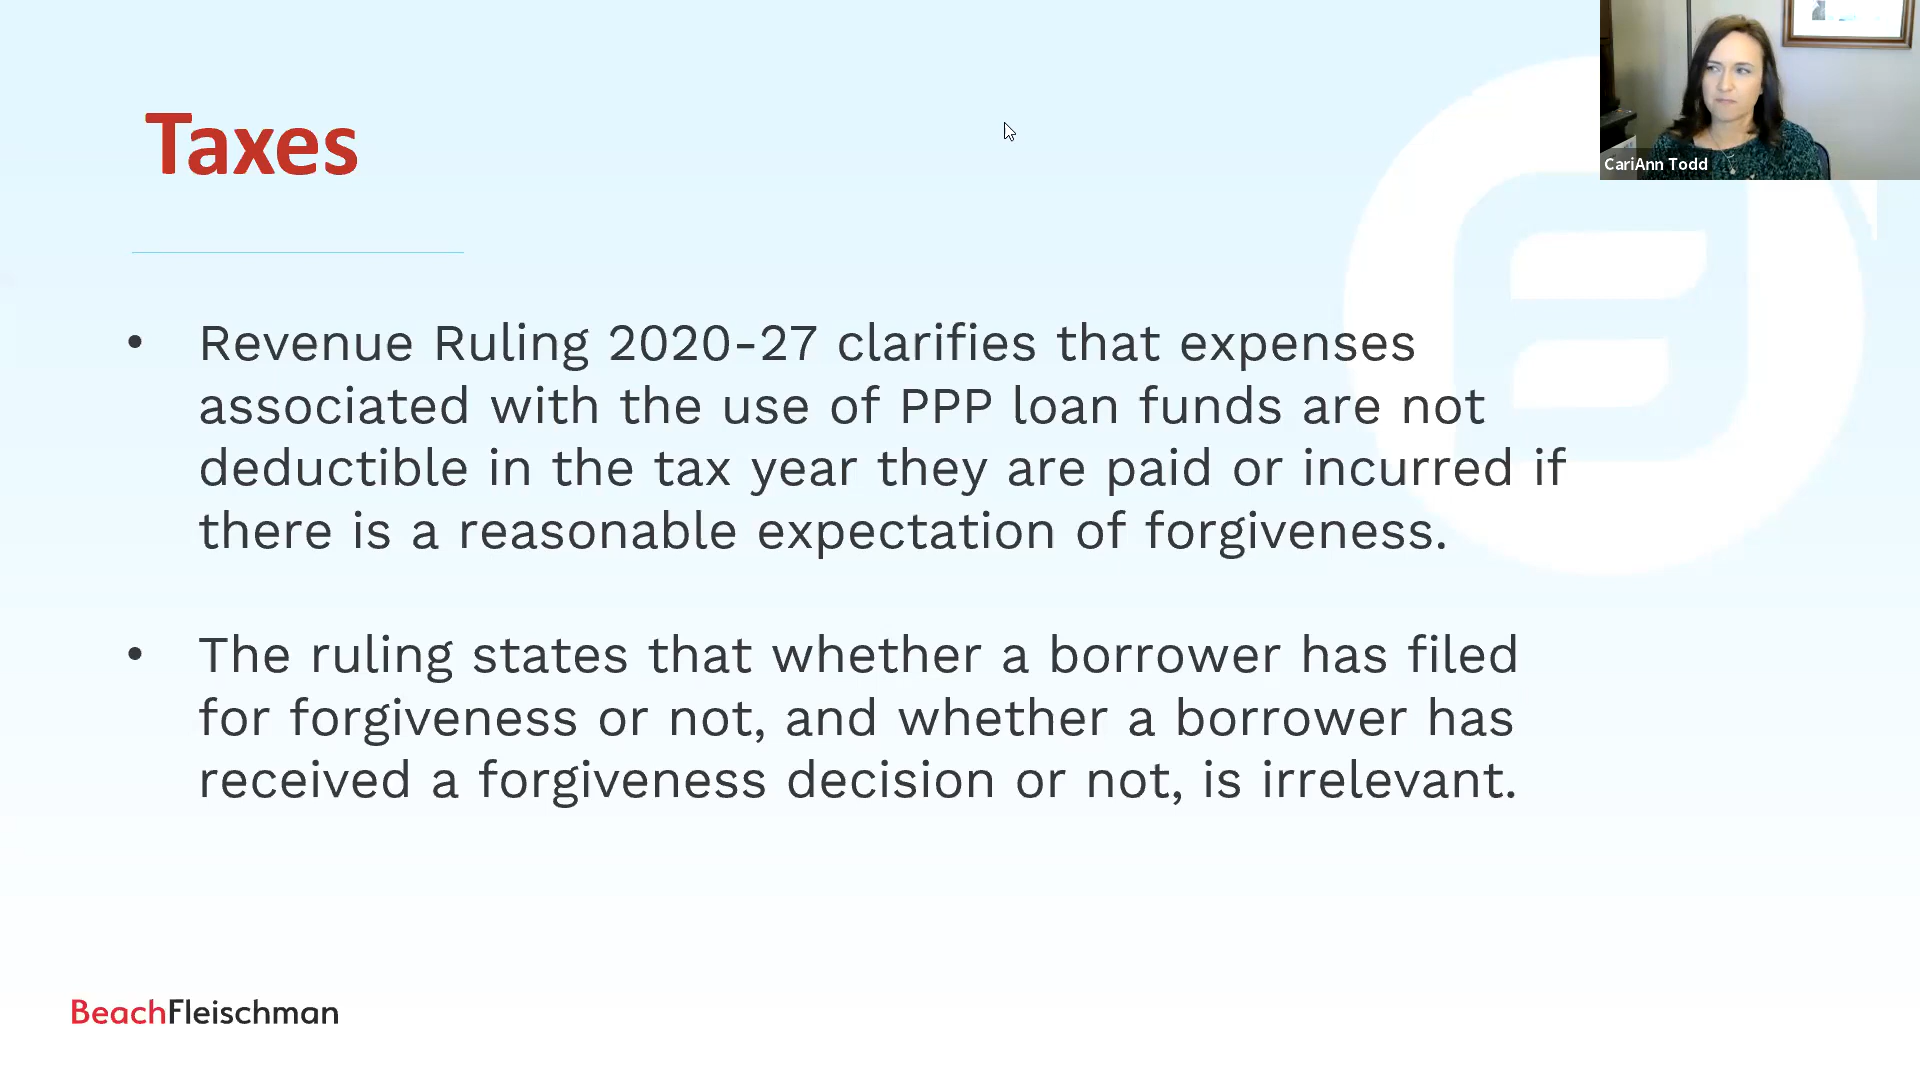 Taxes
CariAnn Todd
• Revenue Ruling 2020-27 clarifies that expenses
associated with the use of PPP loan funds are not
deductible in the tax year they are paid or incurred if
there is a reasonable expectation of forgiveness.
• The ruling states that whether a borrower has filed
for forgiveness or not, and whether a borrower has
received a forgiveness decision or not, is irrelevant.
BeachFleischman